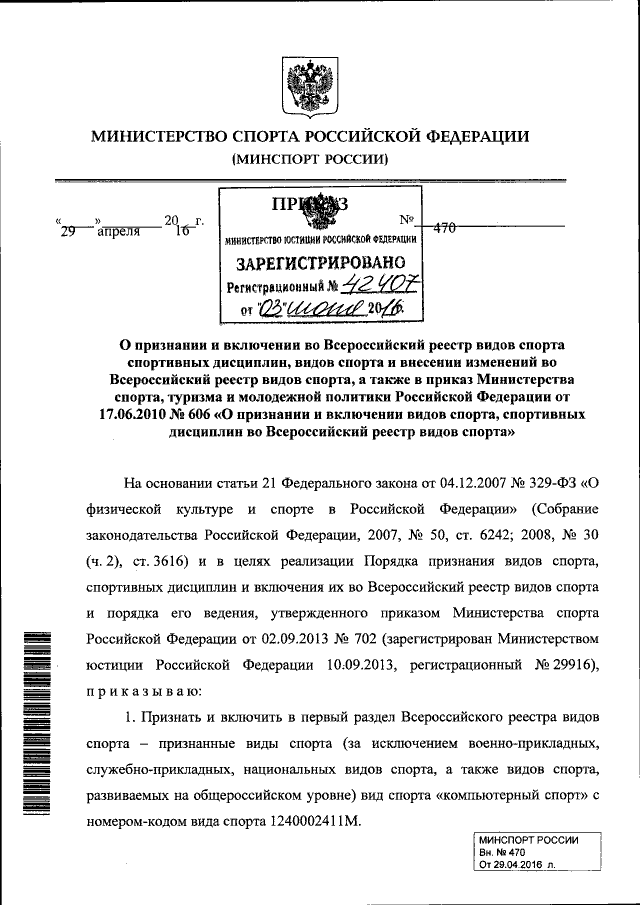 МИНИСТЕРСТВО СПОРТА РОССИЙСКОЙ ФЕДЕРАЦИИ
(МИНСПОРТ РОССИИ)
ПРИКАЗ
« 29 » апреля 20 16 г. № 470
МИНИСТЕРСТВО ЮСТИЦИИ РОССИЙСКОЙ ФЕДЕРАЦИИ
ЗАРЕГИСТРИРОВАНО
Регистрационный № 42407
от "03" июня 2016.
О признании и включении во Всероссийский реестр видов спорта
спортивных дисциплин, видов спорта и внесении изменений во
Всероссийский реестр видов спорта, а также в приказ Министерства
спорта, туризма и молодежной политики Российской Федерации от
17.06.2010 № 606 «О признании и включении видов спорта, спортивных
дисциплин во Всероссийский реестр видов спорта»
На основании статьи 21 Федерального закона от 04.12.2007 № 329-ФЗ «О
физической культуре и спорте в Российской Федерации» (Собрание
законодательства Российской Федерации, 2007, № 50, ст. 6242; 2008, № 30
(ч. 2), ст. 3616) и в целях реализации Порядка признания видов спорта,
спортивных дисциплин и включения их во Всероссийский реестр видов спорта
и порядка его ведения, утвержденного приказом Министерства спорта
Российской Федерации от 02.09.2013 № 702 (зарегистрирован Министерством
юстиции Российской Федерации 10.09.2013, регистрационный № 29916),
п р и к а з ы в а ю:
1. Признать и включить в первый раздел Всероссийского реестра видов
спорта – признанные виды спорта (за исключением военно-прикладных,
служебно-прикладных, национальных видов спорта, а также видов спорта,
развиваемых на общероссийском уровне) вид спорта «компьютерный спорт» с
номером-кодом вида спорта 1240002411М.
МИНСПОРТ РОССИИ
Вн. № 470
От 29.04.2016 л.